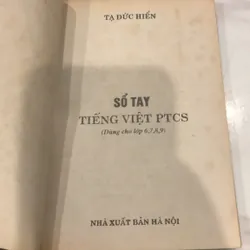 TẠ ĐỨC HIỀN
SỔ TAY
TIẾNG VIỆT PTCS
(Dùng cho lớp 6,7,8,9)
NHÀ XUẤT BẢN HÀ NỘI